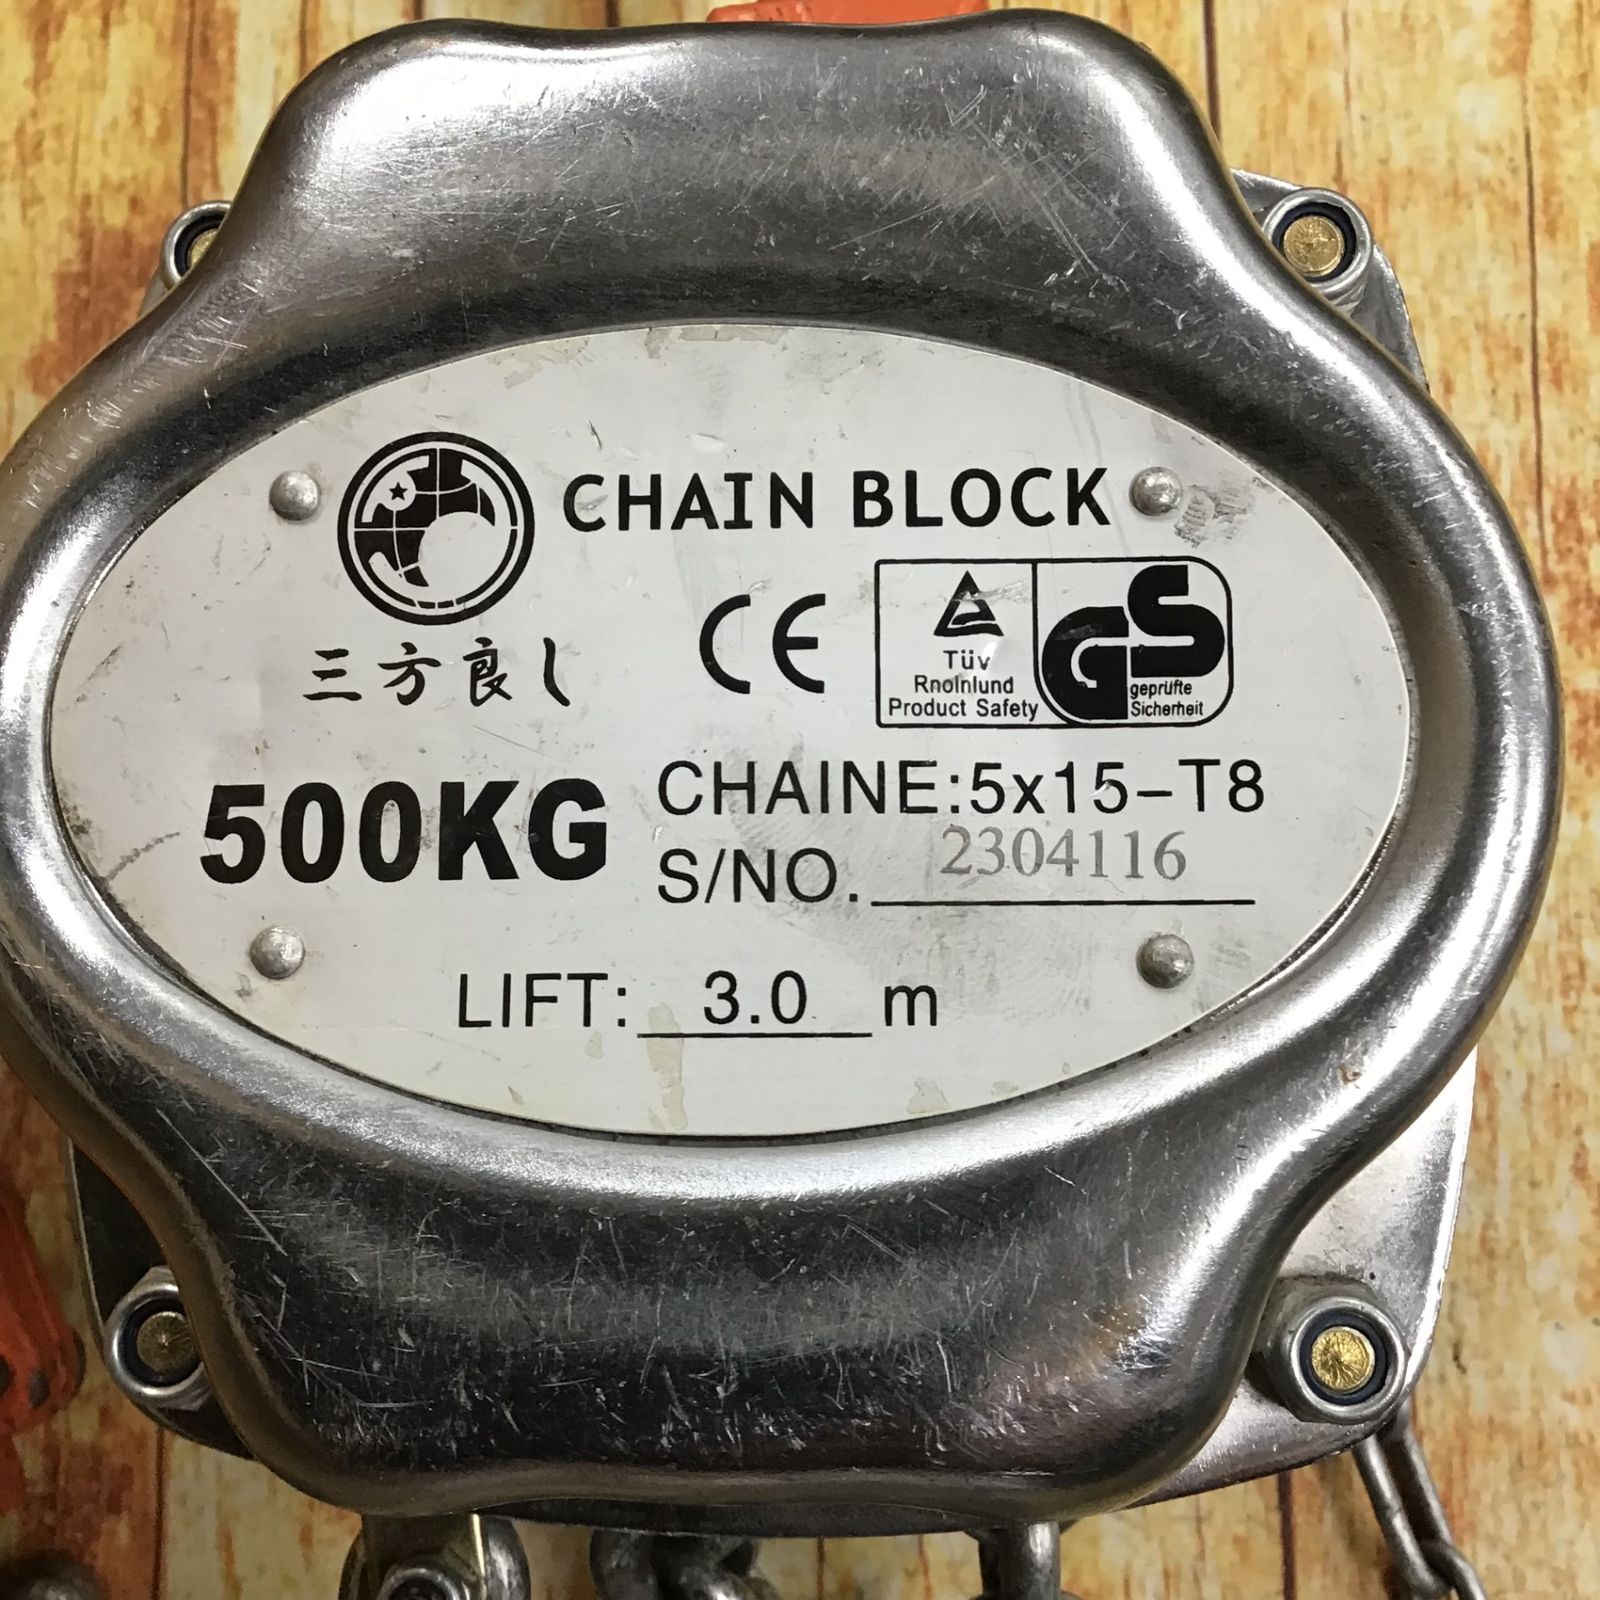 CHAIN BLOCK
三方良し
CE
Tüv
Rnolnlund
Product Safety
GS
geprüfte
Sicherheit
500KG
CHAINE:5x15-T8
S/NO. 2304116
LIFT: 3.0 m